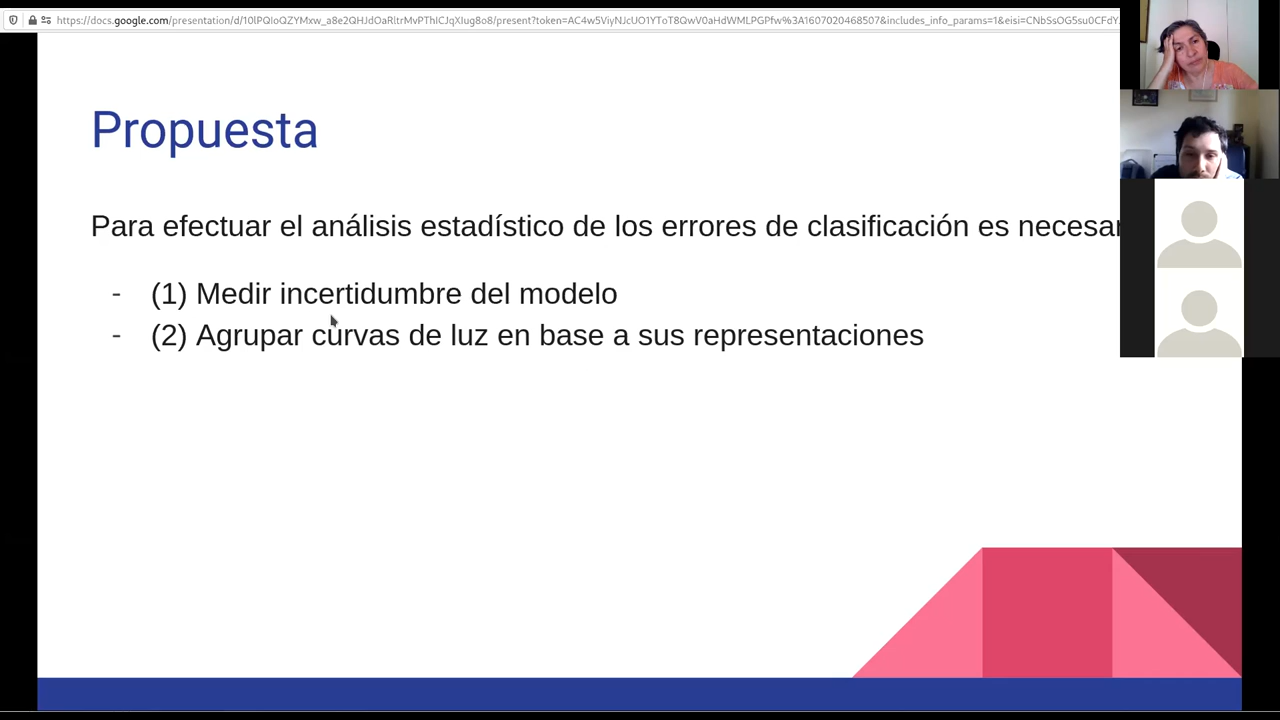 Propuesta
Para efectuar el análisis estadístico de los errores de clasificación es
- (1) Medir incertidumbre del modelo
- (2) Agrupar curvas de luz en base a sus representaciones